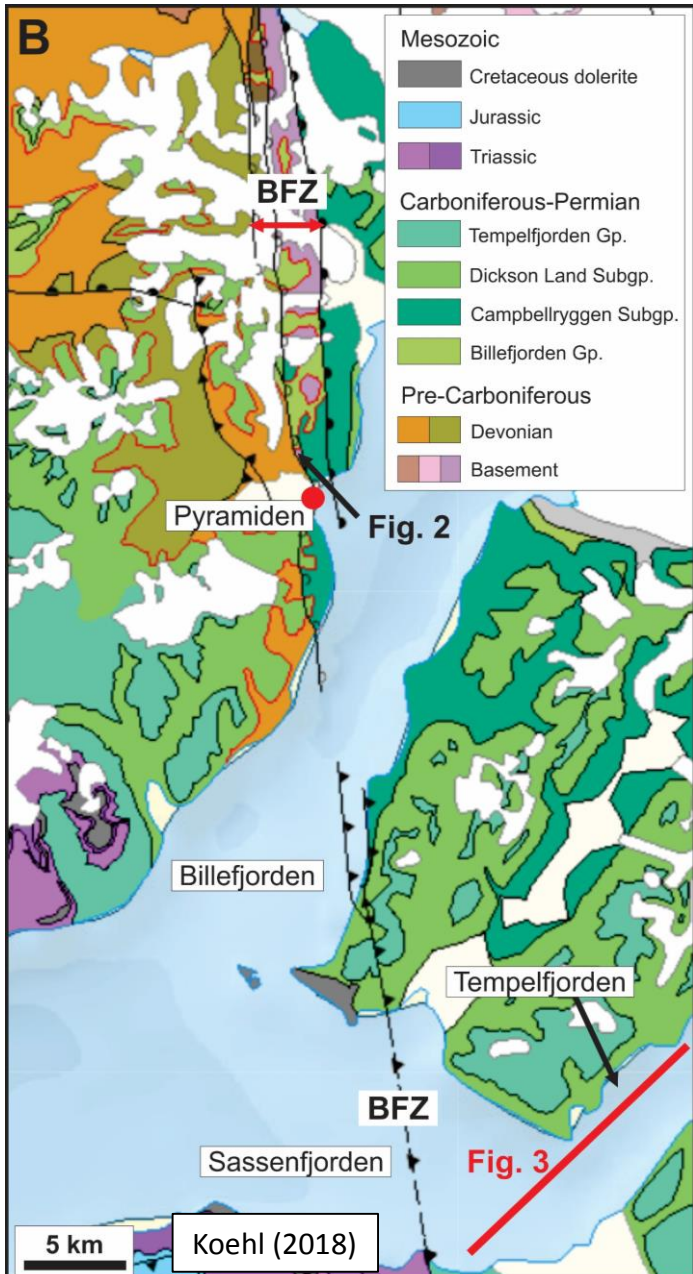 B
Mesozoic
Cretaceous dolerite
Jurassic
Triassic
Carboniferous-Permian
Tempelfjorden Gp.
Dickson Land Subgp.
Campbellryggen Subgp.
Billefjorden Gp.
Pre-Carboniferous
Devonian
Basement
BFZ
Pyramiden
Fig. 2
Billefjorden
Tempelfjorden
BFZ
Sassenfjorden
Fig. 3
5 km
Koehl (2018)